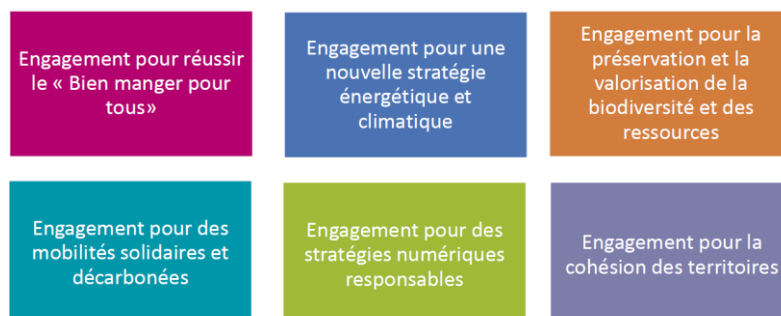 Engagement pour réussir
le « Bien manger pour
tous»
Engagement pour une
nouvelle stratégie
énergétique et
climatique
Engagement pour la
préservation et la
valorisation de la
biodiversité et des
ressources
Engagement pour des
mobilités solidaires et
décarbonées
Engagement pour des
stratégies numériques
responsables
Engagement pour la
cohésion des territoires